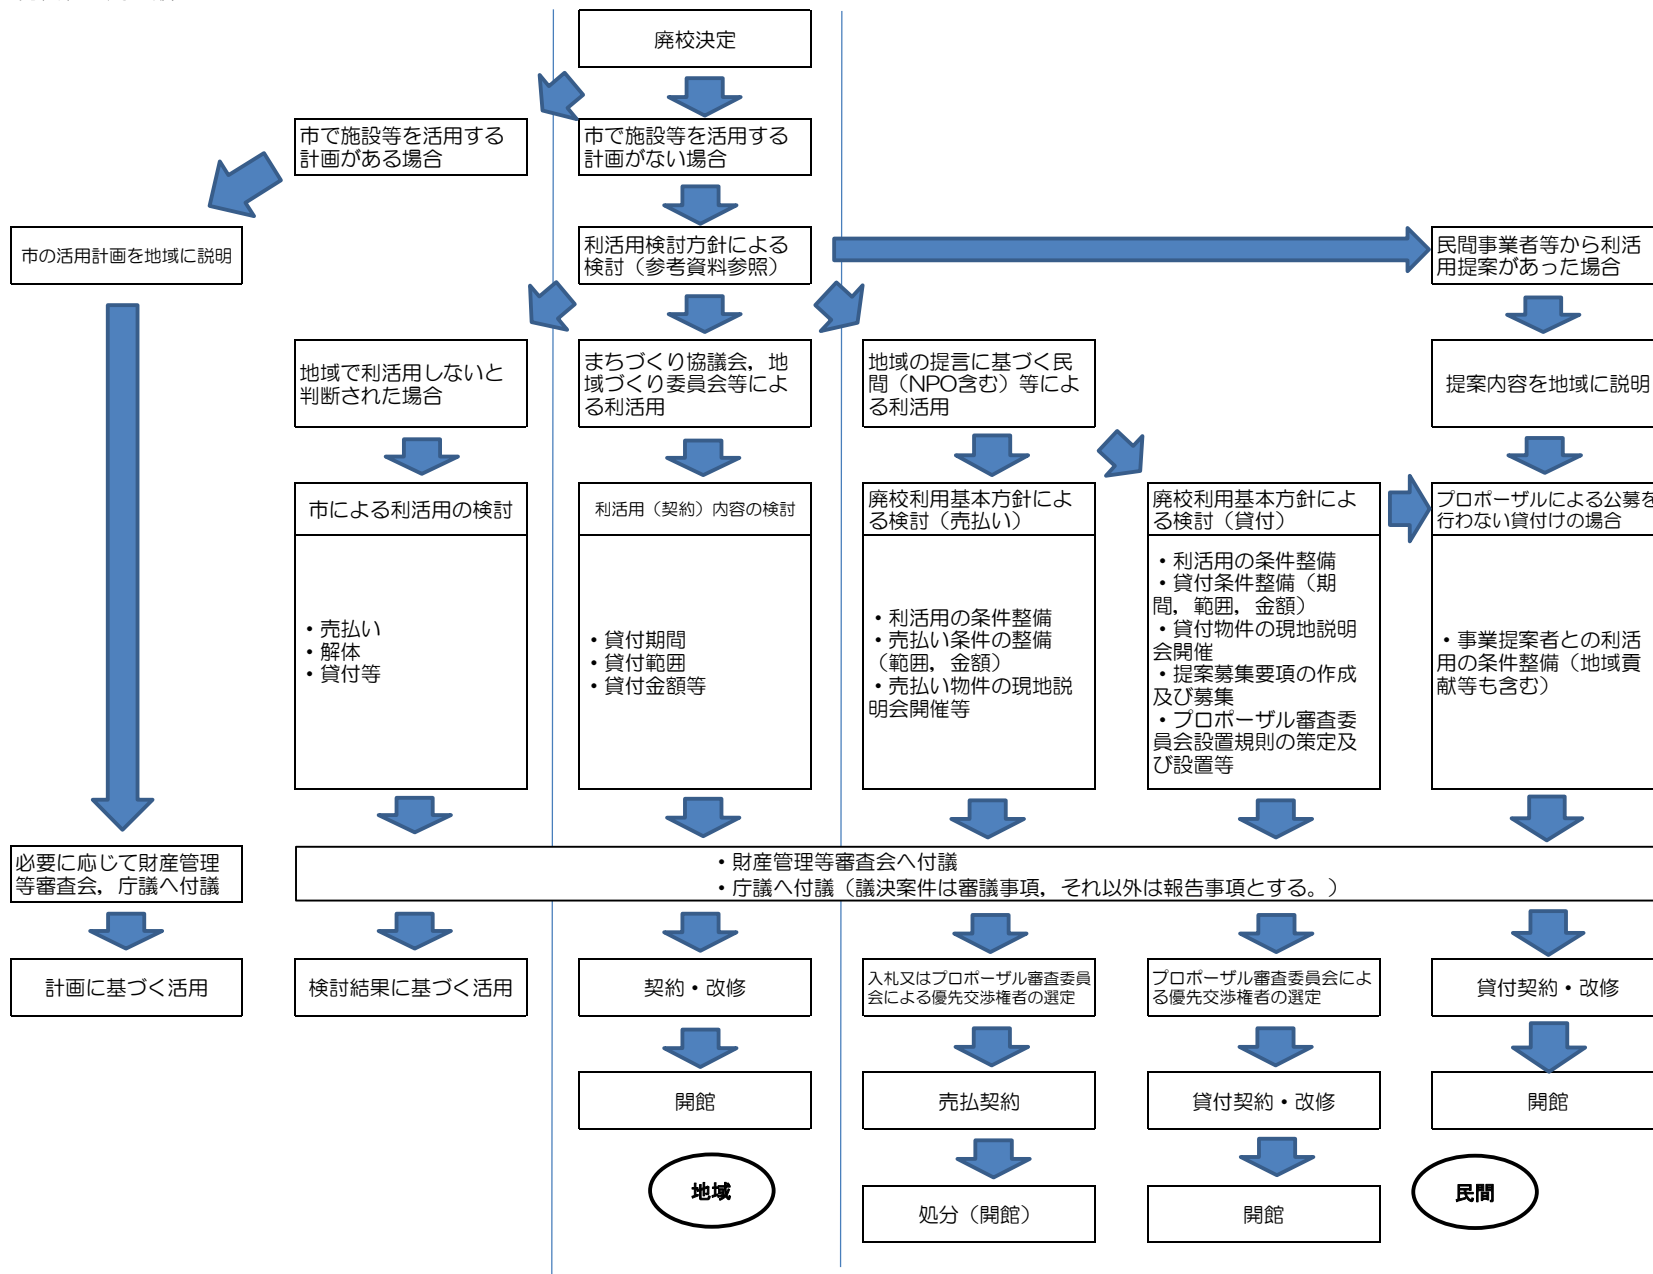 廃校決定
市で施設等を活用する
計画がある場合
市で施設等を活用する
計画がない場合
市の活用計画を地域に説明
利活用検討方針による
検討（参考資料参照）
民間事業者等から利活
用提案があった場合
地域で利活用しないと
判断された場合
まちづくり協議会，地
域づくり委員会等によ
る利活用
地域の提言に基づく民
間（NPO含む）等によ
る利活用
提案内容を地域に説明
市による利活用の検討
・売払い
・解体
・貸付等
利活用（契約）内容の検討
・貸付期間
・貸付範囲
・貸付金額等
廃校利用基本方針によ
る検討（売払い）
・利活用の条件整備
・売払い条件の整備
（範囲，金額）
・売払い物件の現地説
明会開催等
廃校利用基本方針によ
る検討（貸付）
・利活用の条件整備
・貸付条件整備（期
間，範囲，金額）
・貸付物件の現地説明
会開催
・提案募集要項の作成
及び募集
・プロポーザル審査委
員会設置規則の策定及
び設置等
プロポーザルによる公募を
行わない貸付けの場合
・事業提案者との利活
用の条件整備（地域貢
献等も含む）
必要に応じて財産管理
等審査会，庁議へ付議
・財産管理等審査会へ付議
・庁議へ付議（議決案件は審議事項，それ以外は報告事項とする。）
計画に基づく活用
検討結果に基づく活用
契約・改修
入札又はプロポーザル審査委員
会による優先交渉権者の選定
プロポーザル審査委員会によ
る優先交渉権者の選定
貸付契約・改修
開館
売払契約
貸付契約・改修
開館
地域
処分（開館）
開館
民間